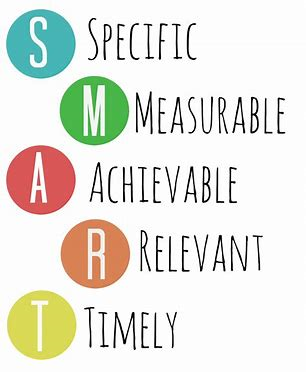 S Specific
M Measurable
A Achievable
R Relevant
T Timely